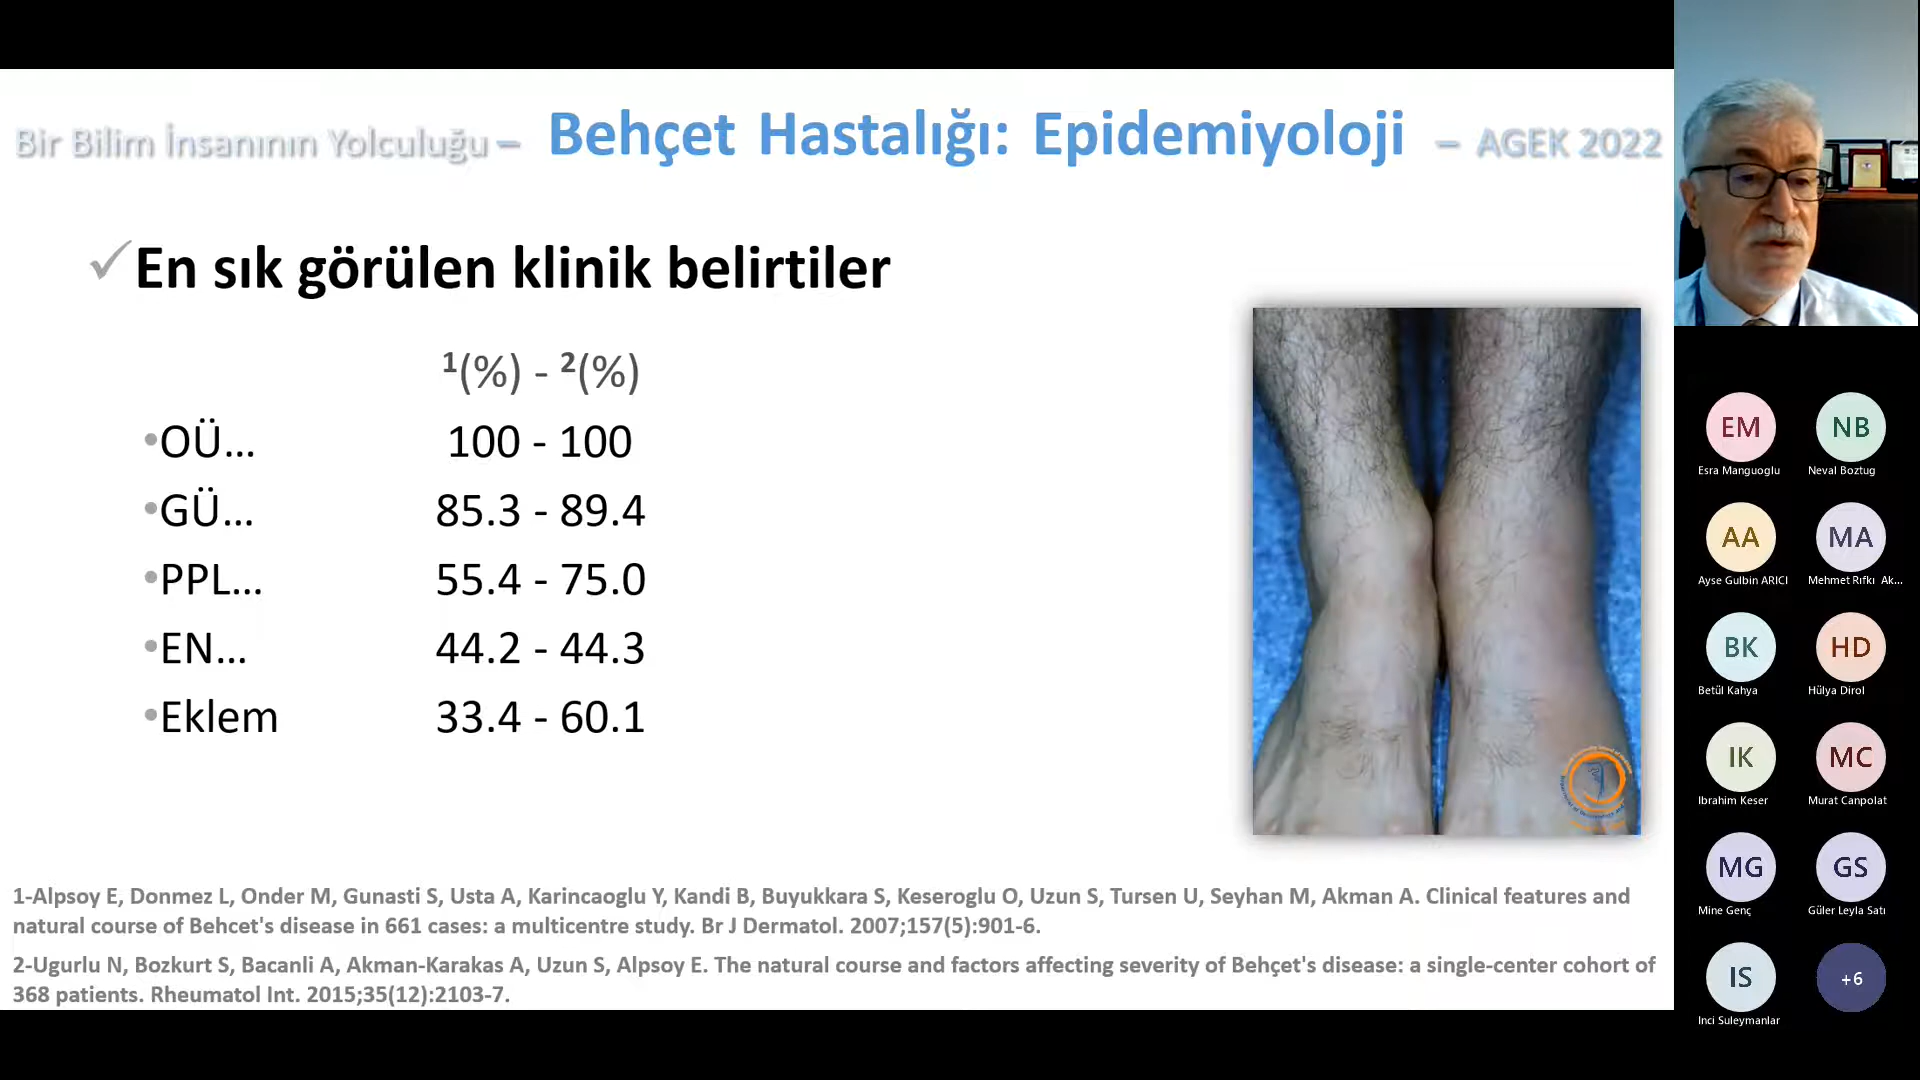 Bir Bilim İnsanının Yolculuğu – Behçet Hastalığı: Epidemiyoloji – AGEK 2022
✓En sık görülen klinik belirtiler
¹(%) - ²(%)
•OÜ... 100 - 100
•GÜ... 85.3 - 89.4
•PPL... 55.4 - 75.0
•EN... 44.2 - 44.3
•Eklem 33.4 - 60.1
1-Alpsoy E, Donmez L, Onder M, Gunasti S, Usta A, Karincaoglu Y, Kandi B, Buyukkara S, Keseroglu O, Uzun S, Tursen U, Seyhan M, Akman A. Clinical features and
natural course of Behcet's disease in 661 cases: a multicentre study. Br J Dermatol. 2007;157(5):901-6.
2-Ugurlu N, Bozkurt S, Bacanli A, Akman-Karakas A, Uzun S, Alpsoy E. The natural course and factors affecting severity of Behçet's disease: a single-center cohort of
368 patients. Rheumatol Int. 2015;35(12):2103-7.
EM NB
Esra Manguoglu Neval Boztug
AA MA
Ayse Gulbin ARICI Mehmet Rıfkı Ak...
BK HD
Betül Kahya Hülya Dirol
IK MC
Ibrahim Keser Murat Canpolat
MG GS
Mine Genç Güler Leyla Satı
IS +6
Inci Suleymanlar